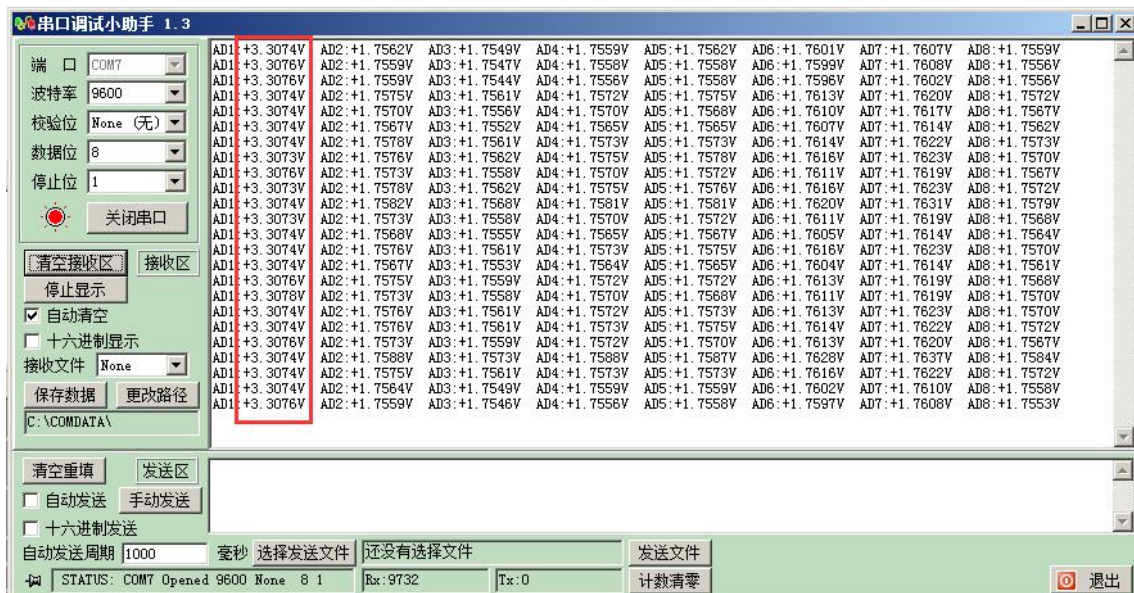 串口调试小助手 1.3
端 口 COM7
波特率 9600
校验位 None (无)
数据位 8
停止位 1
关闭串口
清空接收区 接收区
停止显示
自动清空
十六进制显示
接收文件 None
保存数据 更改路径
C:\COMDATA\
AD1:+3.3074V AD2:+1.7562V AD3:+1.7549V AD4:+1.7559V AD5:+1.7562V AD6:+1.7601V AD7:+1.7607V AD8:+1.7559V
AD1:+3.3076V AD2:+1.7559V AD3:+1.7547V AD4:+1.7558V AD5:+1.7558V AD6:+1.7599V AD7:+1.7608V AD8:+1.7556V
AD1:+3.3076V AD2:+1.7559V AD3:+1.7544V AD4:+1.7556V AD5:+1.7558V AD6:+1.7596V AD7:+1.7602V AD8:+1.7556V
AD1:+3.3074V AD2:+1.7575V AD3:+1.7561V AD4:+1.7572V AD5:+1.7575V AD6:+1.7613V AD7:+1.7620V AD8:+1.7572V
AD1:+3.3074V AD2:+1.7570V AD3:+1.7556V AD4:+1.7570V AD5:+1.7568V AD6:+1.7610V AD7:+1.7617V AD8:+1.7567V
AD1:+3.3074V AD2:+1.7567V AD3:+1.7552V AD4:+1.7565V AD5:+1.7565V AD6:+1.7607V AD7:+1.7614V AD8:+1.7562V
AD1:+3.3074V AD2:+1.7578V AD3:+1.7561V AD4:+1.7573V AD5:+1.7573V AD6:+1.7614V AD7:+1.7622V AD8:+1.7573V
AD1:+3.3073V AD2:+1.7576V AD3:+1.7562V AD4:+1.7575V AD5:+1.7578V AD6:+1.7616V AD7:+1.7623V AD8:+1.7570V
AD1:+3.3076V AD2:+1.7573V AD3:+1.7558V AD4:+1.7570V AD5:+1.7572V AD6:+1.7611V AD7:+1.7619V AD8:+1.7567V
AD1:+3.3073V AD2:+1.7578V AD3:+1.7562V AD4:+1.7575V AD5:+1.7576V AD6:+1.7616V AD7:+1.7623V AD8:+1.7572V
AD1:+3.3074V AD2:+1.7582V AD3:+1.7568V AD4:+1.7581V AD5:+1.7581V AD6:+1.7620V AD7:+1.7631V AD8:+1.7579V
AD1:+3.3073V AD2:+1.7573V AD3:+1.7558V AD4:+1.7570V AD5:+1.7572V AD6:+1.7611V AD7:+1.7619V AD8:+1.7568V
AD1:+3.3074V AD2:+1.7568V AD3:+1.7555V AD4:+1.7565V AD5:+1.7567V AD6:+1.7605V AD7:+1.7614V AD8:+1.7564V
AD1:+3.3074V AD2:+1.7576V AD3:+1.7561V AD4:+1.7573V AD5:+1.7575V AD6:+1.7616V AD7:+1.7623V AD8:+1.7570V
AD1:+3.3074V AD2:+1.7567V AD3:+1.7553V AD4:+1.7564V AD5:+1.7565V AD6:+1.7604V AD7:+1.7614V AD8:+1.7561V
AD1:+3.3076V AD2:+1.7575V AD3:+1.7559V AD4:+1.7572V AD5:+1.7572V AD6:+1.7613V AD7:+1.7619V AD8:+1.7568V
AD1:+3.3078V AD2:+1.7573V AD3:+1.7558V AD4:+1.7570V AD5:+1.7568V AD6:+1.7611V AD7:+1.7619V AD8:+1.7570V
AD1:+3.3074V AD2:+1.7576V AD3:+1.7561V AD4:+1.7572V AD5:+1.7573V AD6:+1.7613V AD7:+1.7623V AD8:+1.7570V
AD1:+3.3074V AD2:+1.7576V AD3:+1.7561V AD4:+1.7573V AD5:+1.7575V AD6:+1.7614V AD7:+1.7622V AD8:+1.7572V
AD1:+3.3076V AD2:+1.7573V AD3:+1.7559V AD4:+1.7572V AD5:+1.7570V AD6:+1.7613V AD7:+1.7620V AD8:+1.7567V
AD1:+3.3074V AD2:+1.7588V AD3:+1.7573V AD4:+1.7588V AD5:+1.7587V AD6:+1.7628V AD7:+1.7637V AD8:+1.7584V
AD1:+3.3074V AD2:+1.7575V AD3:+1.7561V AD4:+1.7573V AD5:+1.7573V AD6:+1.7616V AD7:+1.7622V AD8:+1.7572V
AD1:+3.3074V AD2:+1.7564V AD3:+1.7549V AD4:+1.7559V AD5:+1.7559V AD6:+1.7602V AD7:+1.7610V AD8:+1.7558V
AD1:+3.3076V AD2:+1.7559V AD3:+1.7546V AD4:+1.7556V AD5:+1.7558V AD6:+1.7597V AD7:+1.7608V AD8:+1.7553V
清空重填 发送区
自动发送 手动发送
十六进制发送
自动发送周期 1000 毫秒 选择发送文件 还没有选择文件 发送文件
STATUS: COM7 Opened 9600 None 8 1 Rx:9732 Tx:0 计数清零 退出